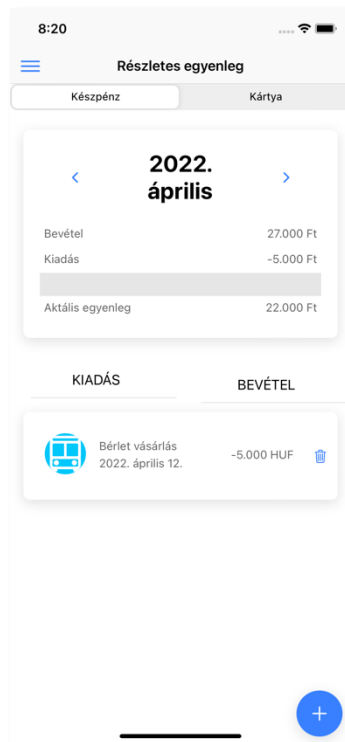 8:20
Részletes egyenleg
Készpénz Kártya
2022.
április
Bevétel 27.000 Ft
Kiadás -5.000 Ft
Aktális egyenleg 22.000 Ft
KIADÁS BEVÉTEL
Bérlet vásárlás
2022. április 12.
-5.000 HUF